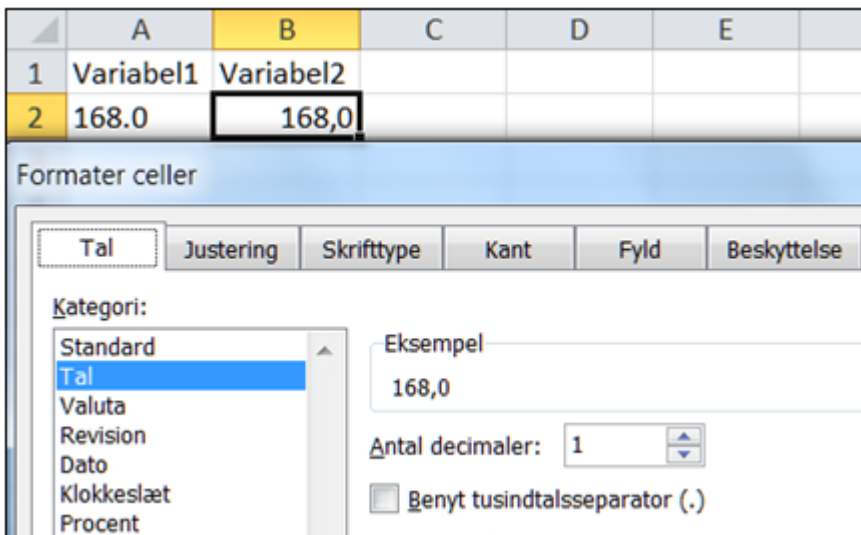 A B C D E
1 Variabel1 Variabel2
2 168.0 168,0
Formater celler
Tal Justering Skrifttype Kant Fyld Beskyttelse
Kategori:
Standard
Tal
Valuta
Revision
Dato
Klokkeslæt
Procent
Eksempel
168,0
Antal decimaler: 1
Benyt tusindtalsseparator (.)